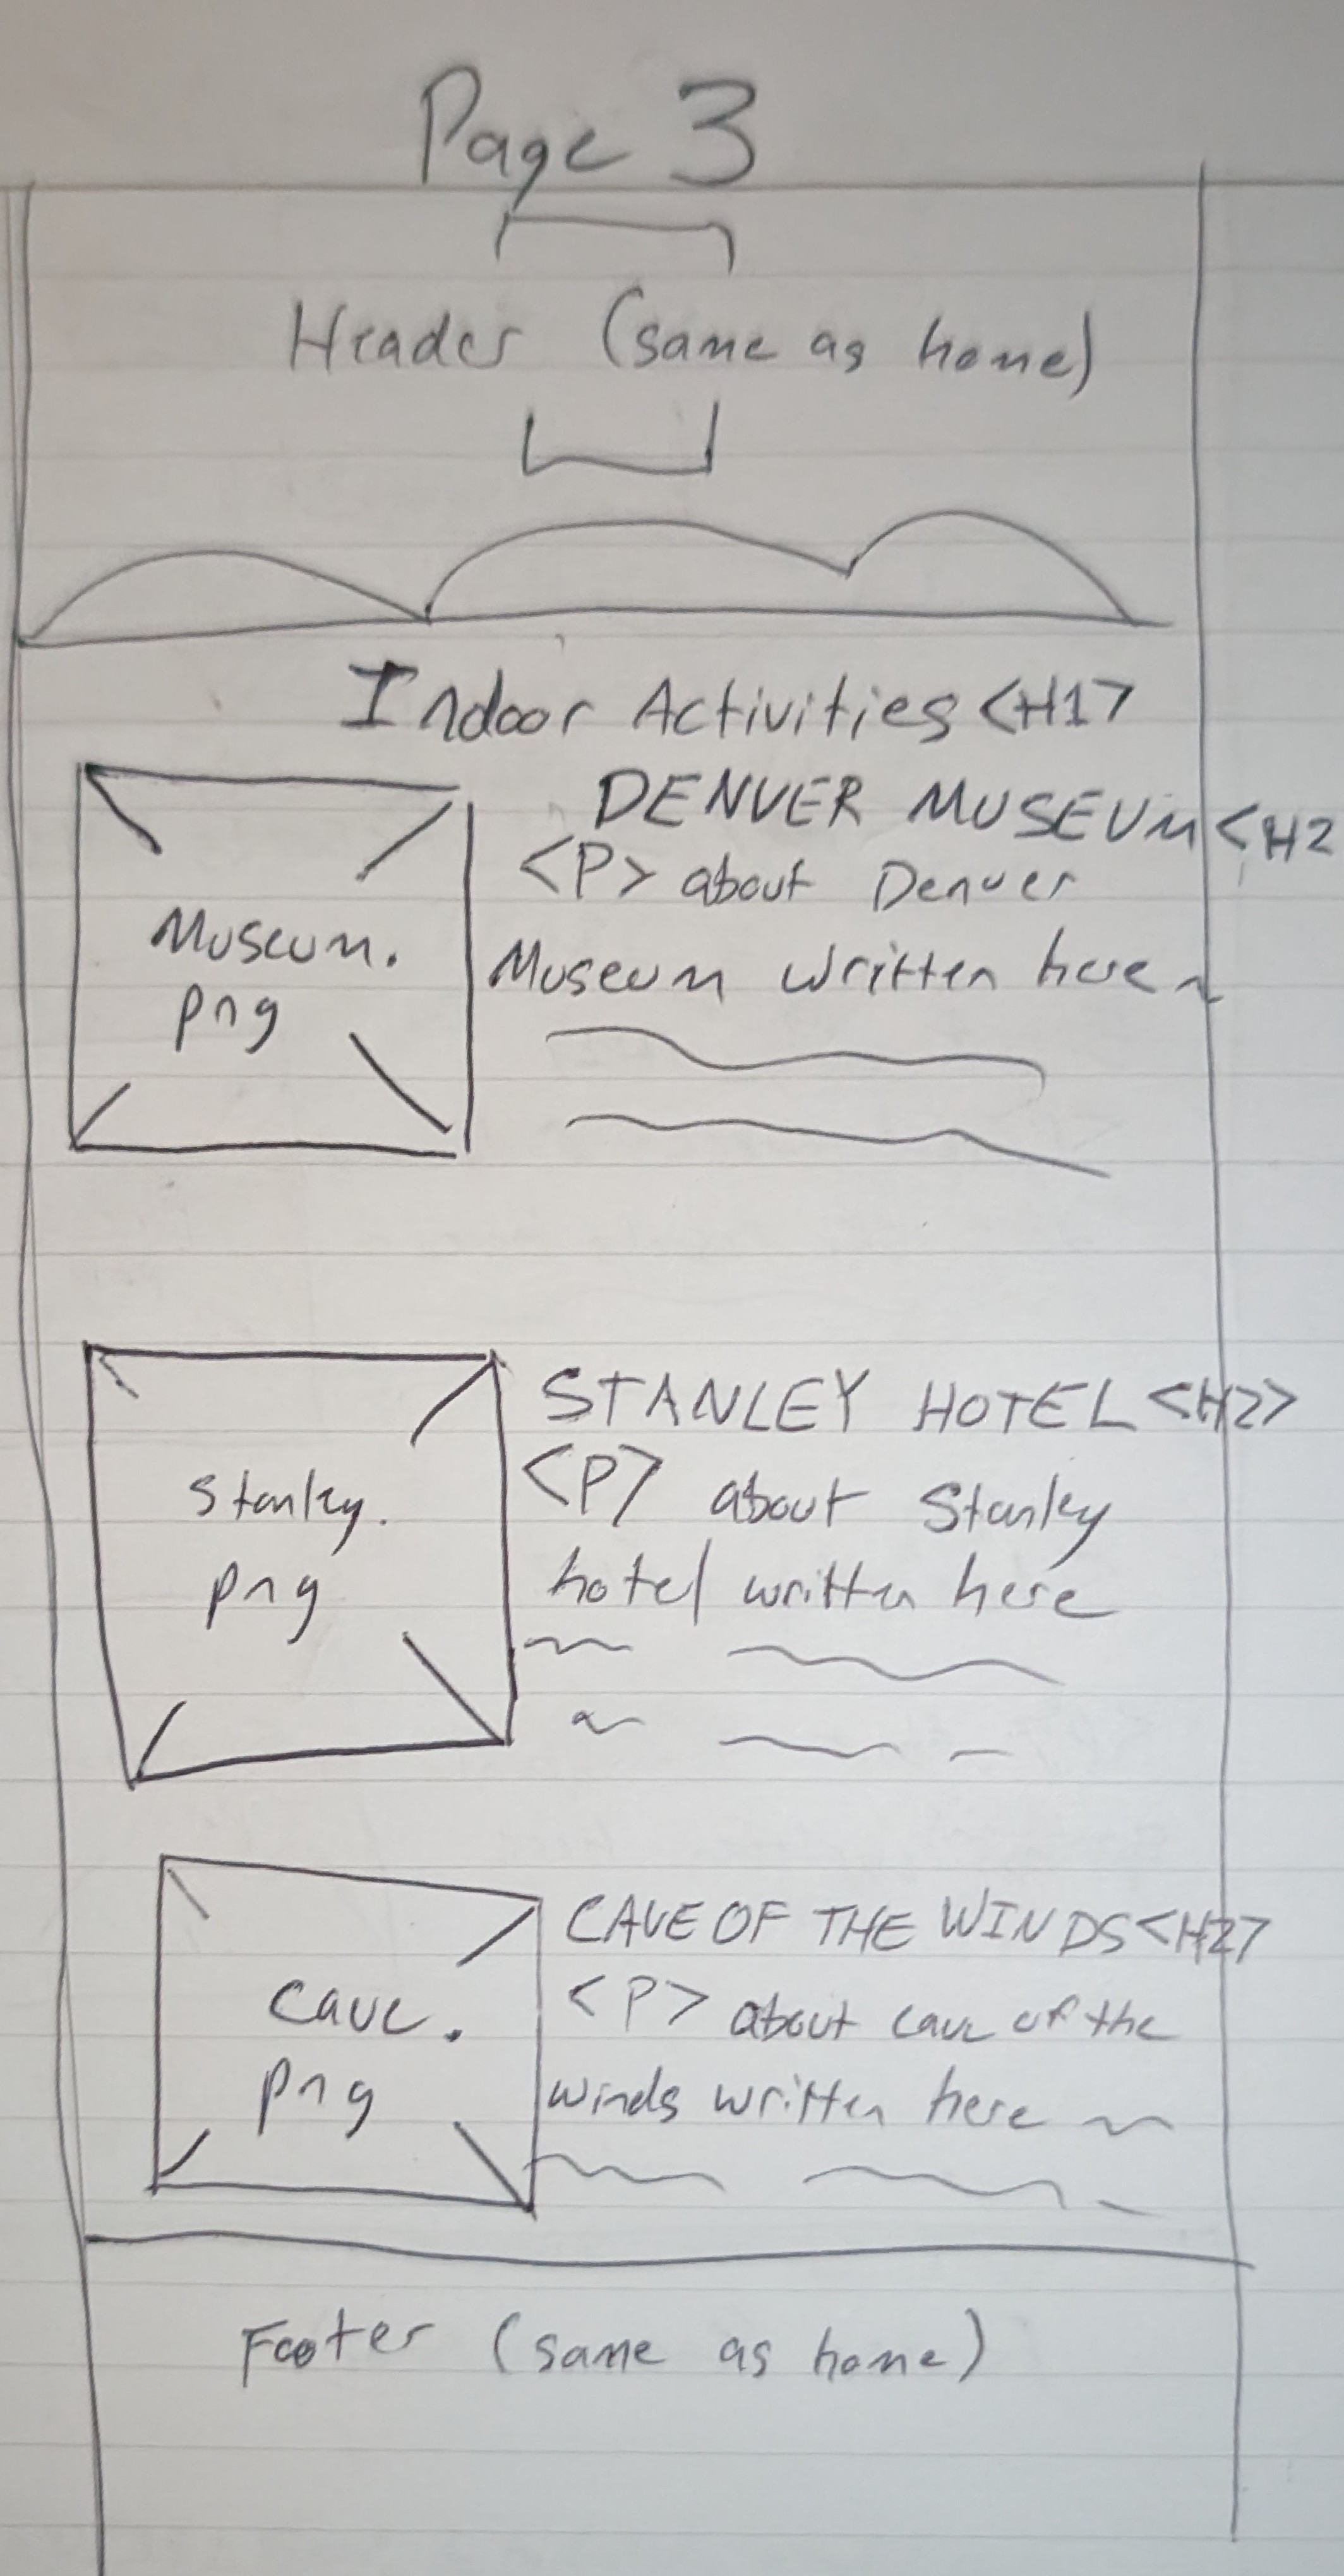 Page 3
Header (same as home)
Indoor Activities <H1>
DENVER MUSEUM <H2
<P> about Denver
Museum written here
Museum.
png
STANLEY HOTEL <H2>
<P> about Stanley
hotel written here
Stanley.
png
CAVE OF THE WINDS <H2>
<P> about cave of the
winds written here
Cave.
png
Footer (same as home)